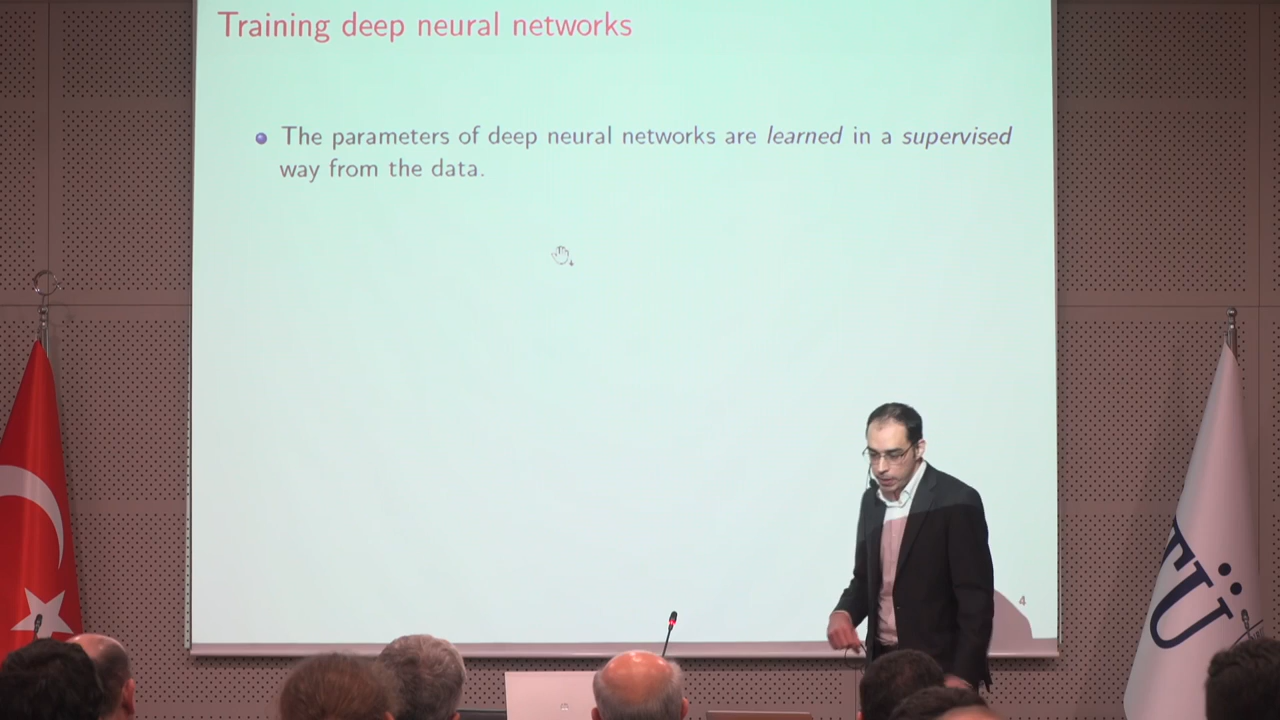 Training deep neural networks
The parameters of deep neural networks are learned in a supervised
way from the data.
4
TÜ